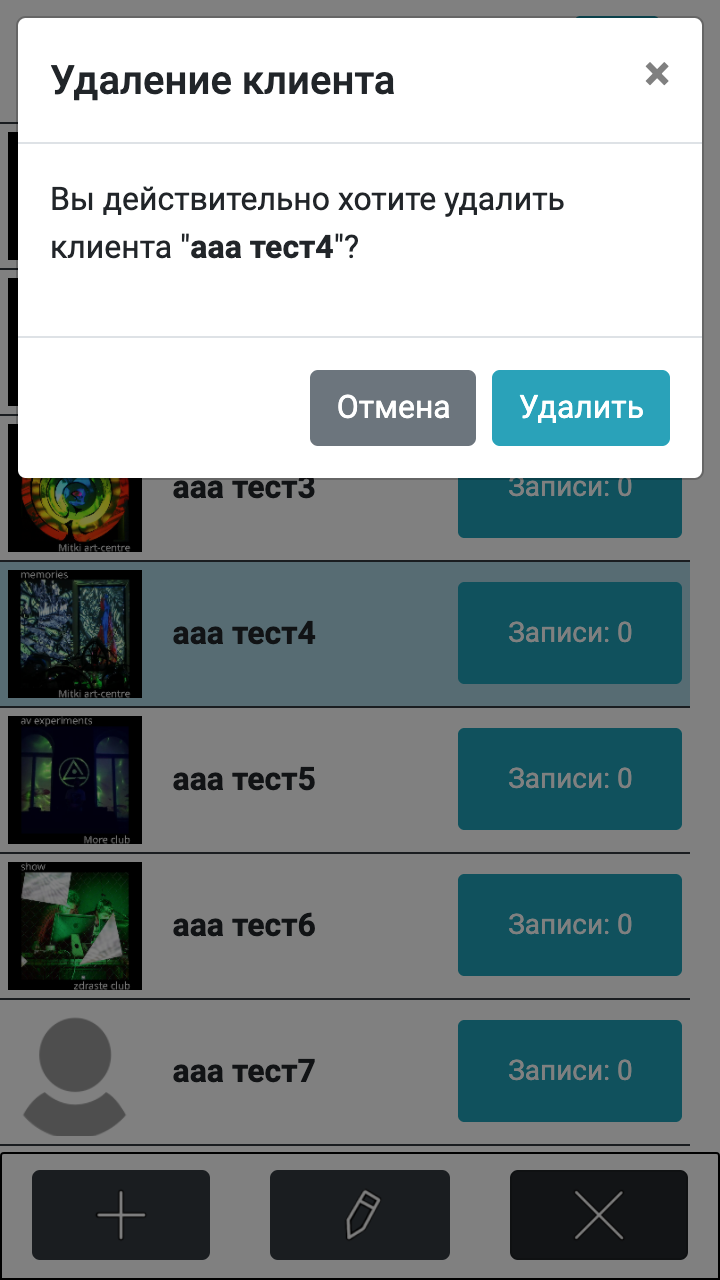 Удаление клиента
×
Вы действительно хотите удалить
клиента "ааа тест4"?
Отмена
Удалить
ааа тест3
Записи: 0
Mitki art-centre
memories
ааа тест4
Записи: 0
Mitki art-centre
av experiments
ааа тест5
Записи: 0
More club
show
ааа тест6
Записи: 0
zdraste club
ааа тест7
Записи: 0